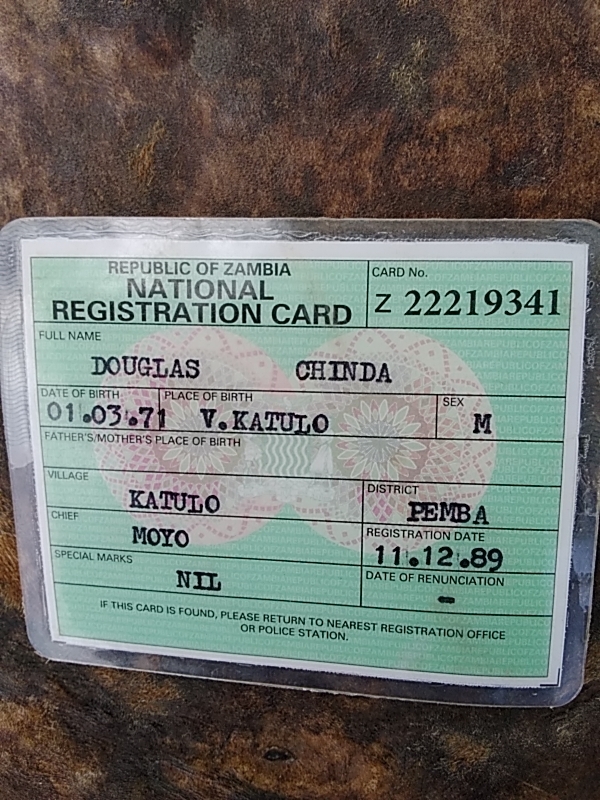 REPUBLIC OF ZAMBIA
NATIONAL
REGISTRATION CARD
CARD No.
Z 22219341
FULL NAME
DOUGLAS CHINDA
DATE OF BIRTH PLACE OF BIRTH SEX
01.03.71 V.KATULO M
FATHER'S/MOTHER'S PLACE OF BIRTH
VILLAGE
KATULO
DISTRICT
PEMBA
CHIEF
MOYO
REGISTRATION DATE
11.12.89
SPECIAL MARKS
NIL
DATE OF RENUNCIATION
-
IF THIS CARD IS FOUND, PLEASE RETURN TO NEAREST REGISTRATION OFFICE
OR POLICE STATION.